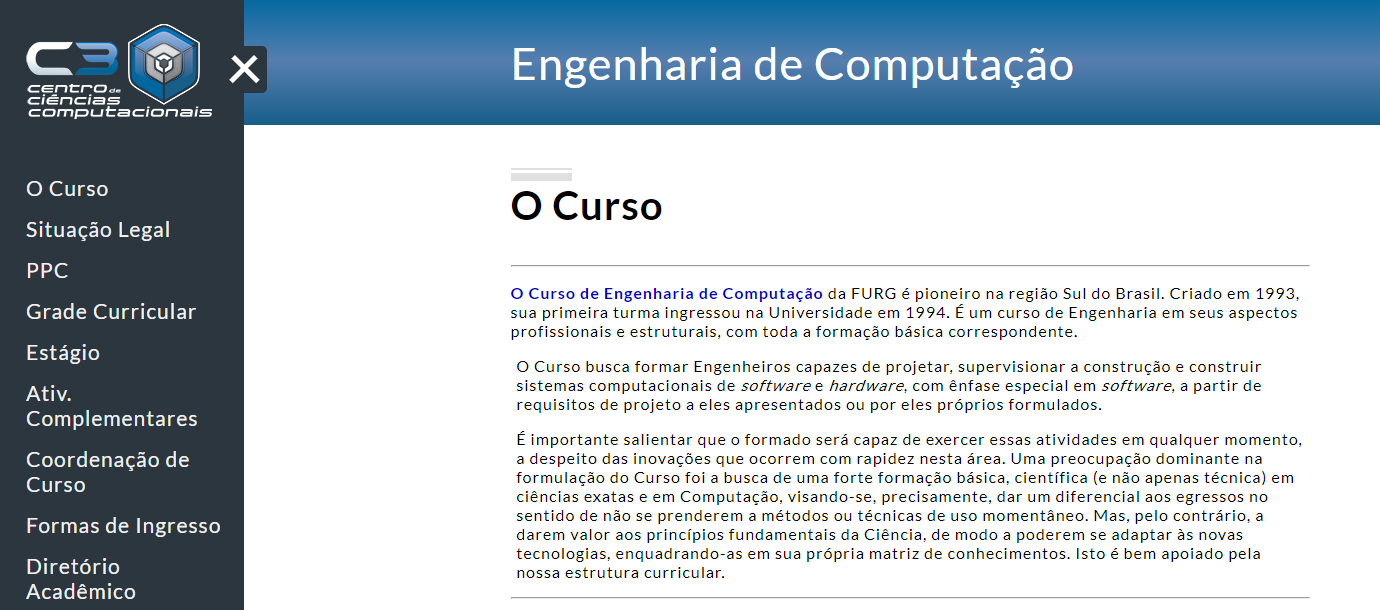 C3
centro de
ciências
computacionais
O Curso
Situação Legal
PPC
Grade Curricular
Estágio
Ativ.
Complementares
Coordenação de
Curso
Formas de Ingresso
Diretório
Acadêmico
Engenharia de Computação
O Curso
O Curso de Engenharia de Computação da FURG é pioneiro na região Sul do Brasil. Criado em 1993,
sua primeira turma ingressou na Universidade em 1994. É um curso de Engenharia em seus aspectos
profissionais e estruturais, com toda a formação básica correspondente.
O Curso busca formar Engenheiros capazes de projetar, supervisionar a construção e construir
sistemas computacionais de software e hardware, com ênfase especial em software, a partir de
requisitos de projeto a eles apresentados ou por eles próprios formulados.
É importante salientar que o formado será capaz de exercer essas atividades em qualquer momento,
a despeito das inovações que ocorrem com rapidez nesta área. Uma preocupação dominante na
formulação do Curso foi a busca de uma forte formação básica, científica (e não apenas técnica) em
ciências exatas e em Computação, visando-se, precisamente, dar um diferencial aos egressos no
sentido de não se prenderem a métodos ou técnicas de uso momentâneo. Mas, pelo contrário, a
darem valor aos princípios fundamentais da Ciência, de modo a poderem se adaptar às novas
tecnologias, enquadrando-as em sua própria matriz de conhecimentos. Isto é bem apoiado pela
nossa estrutura curricular.